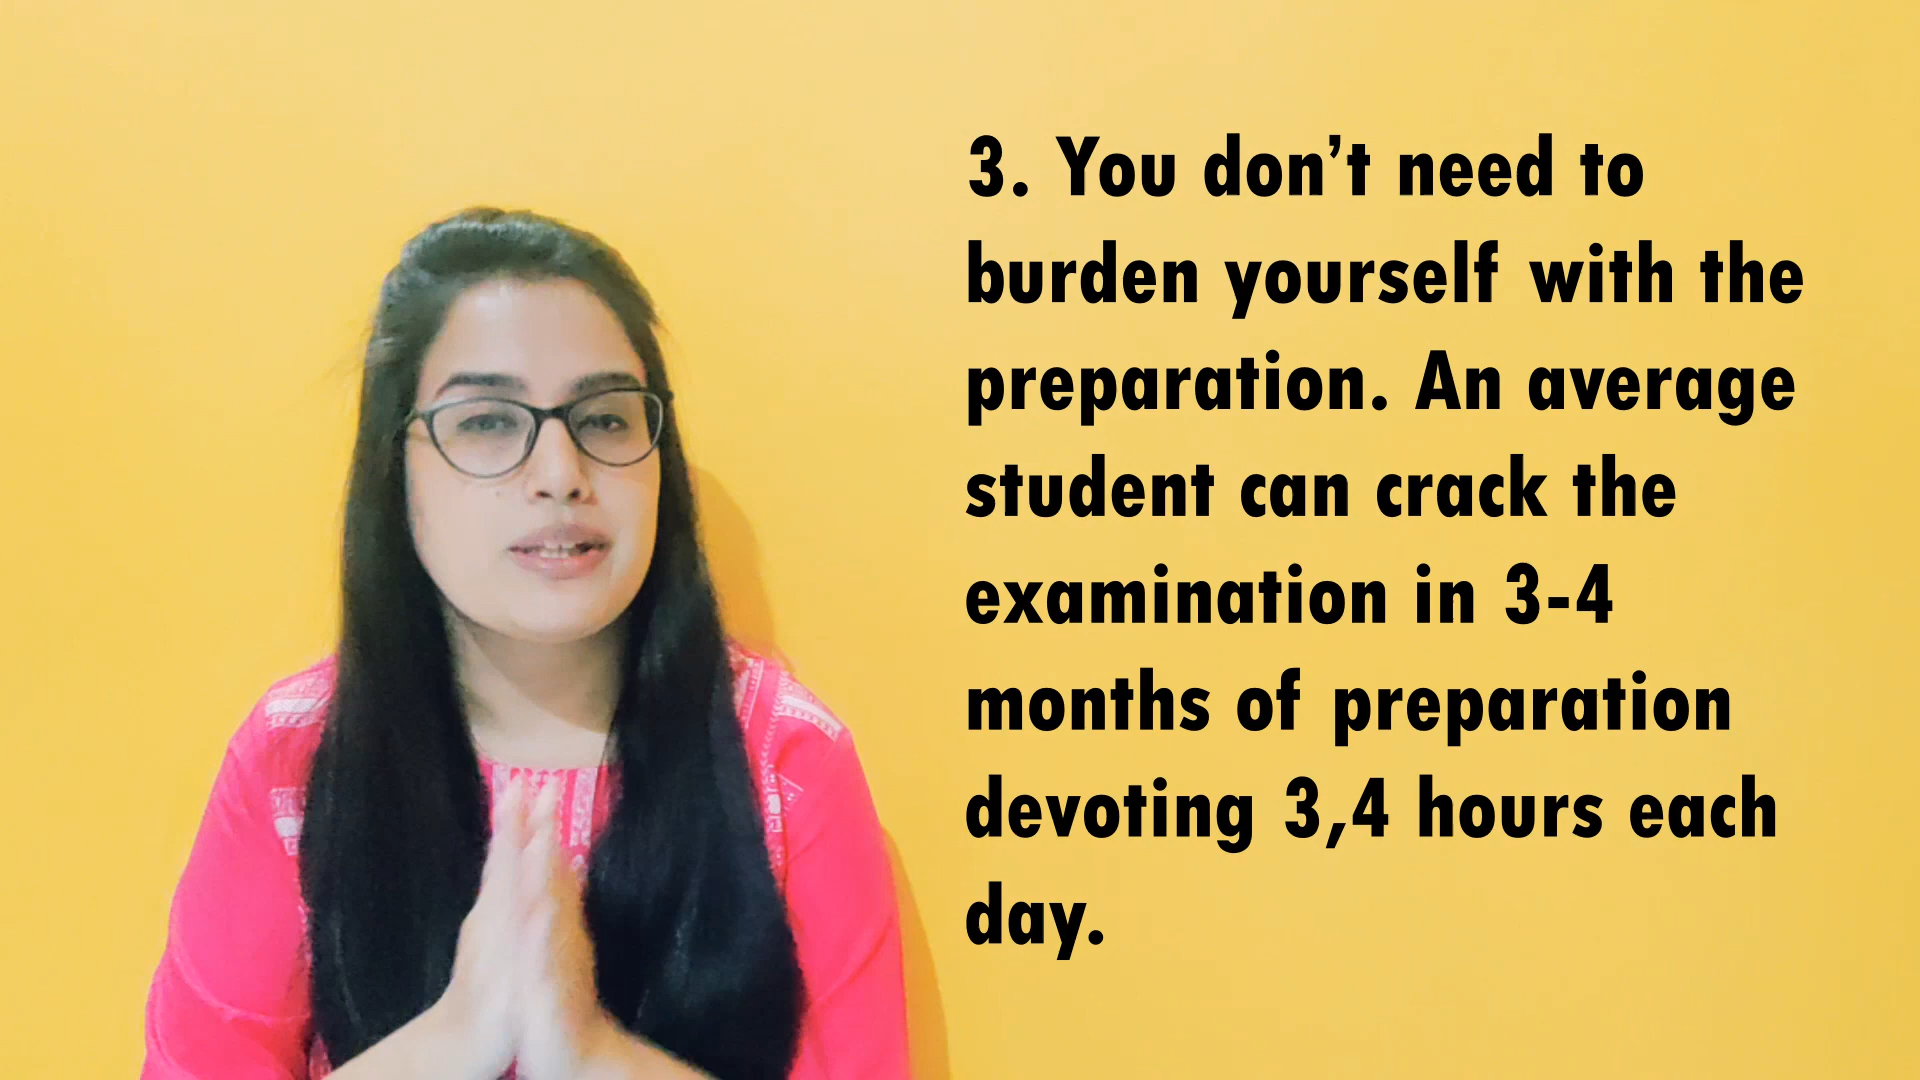 3. You don’t need to
burden yourself with the
preparation. An average
student can crack the
examination in 3-4
months of preparation
devoting 3,4 hours each
day.